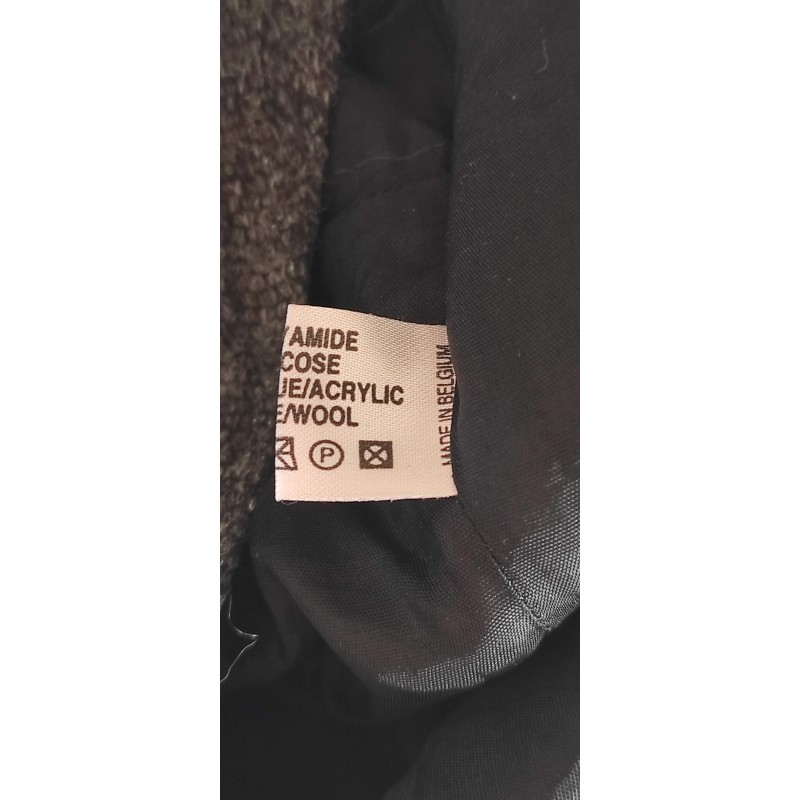 AMIDE
COSE
UE/ACRYLIC
E/WOOL
P
MADE IN BELGIUM